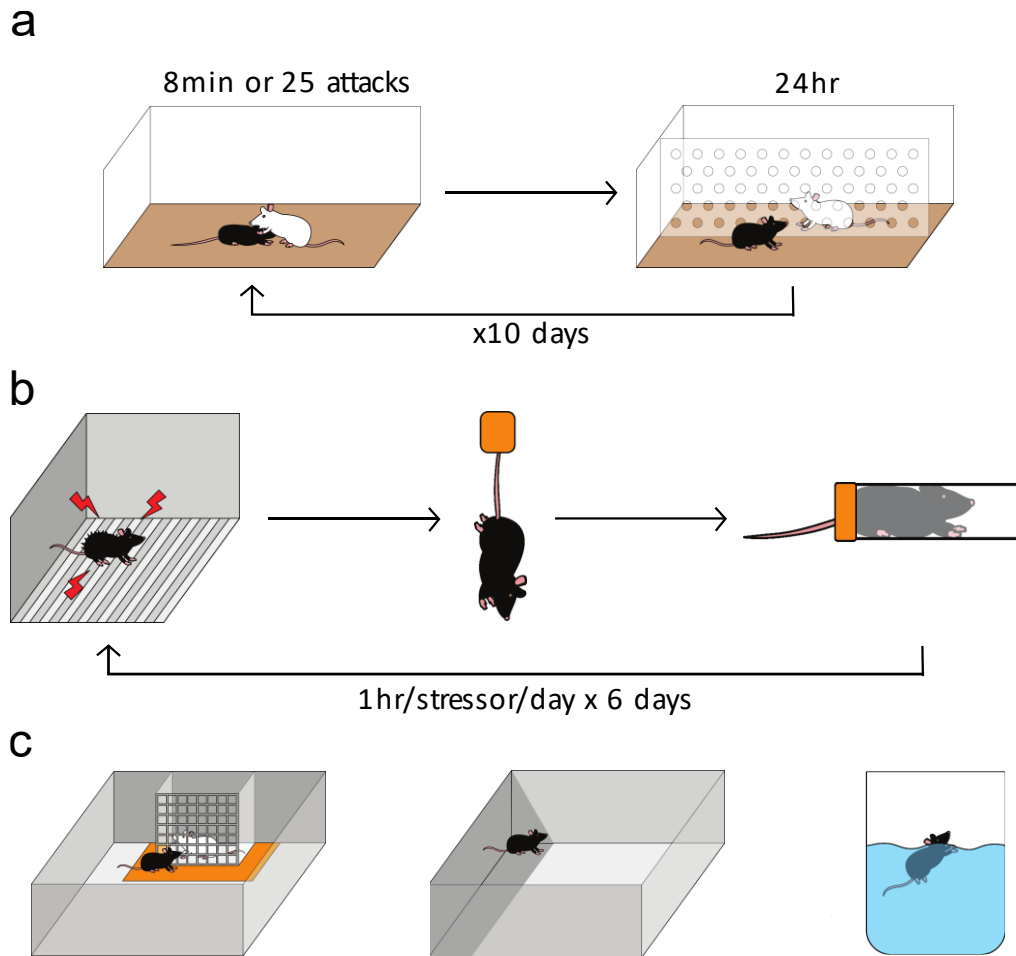 a
8min or 25 attacks
24hr
x10 days
b
1hr/stressor/day x 6 days
c